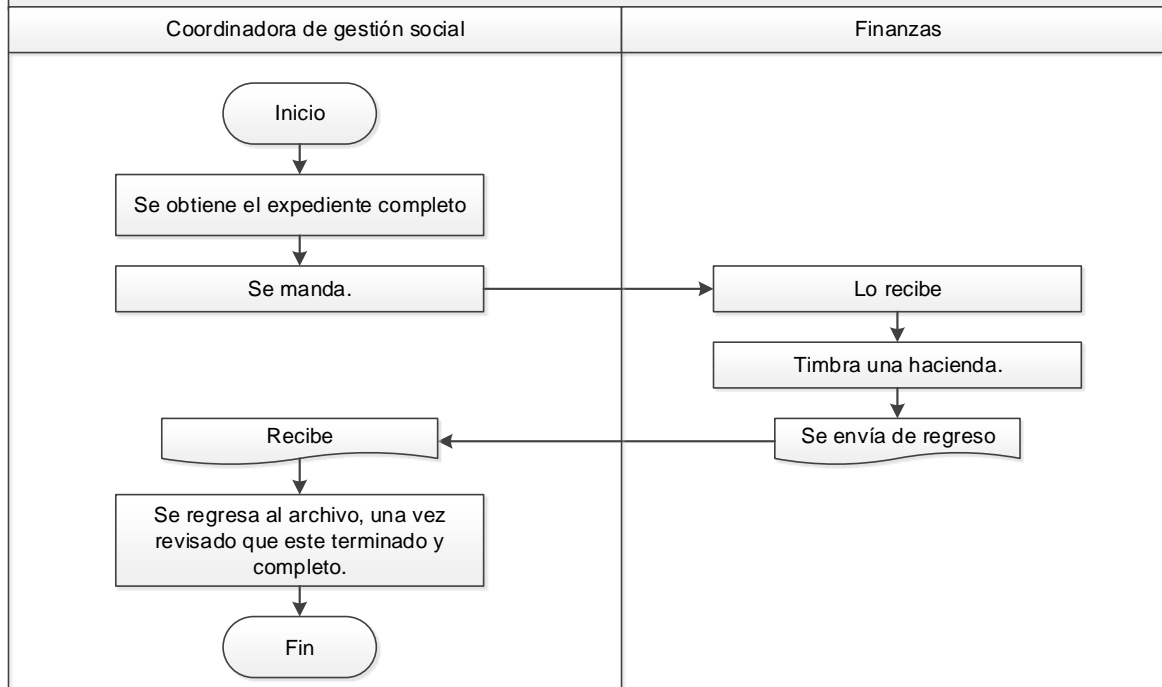 Coordinadora de gestión social
Finanzas
Inicio
Se obtiene el expediente completo
Se manda.
Lo recibe
Timbra una hacienda.
Se envía de regreso
Recibe
Se regresa al archivo, una vez
revisado que este terminado y
completo.
Fin